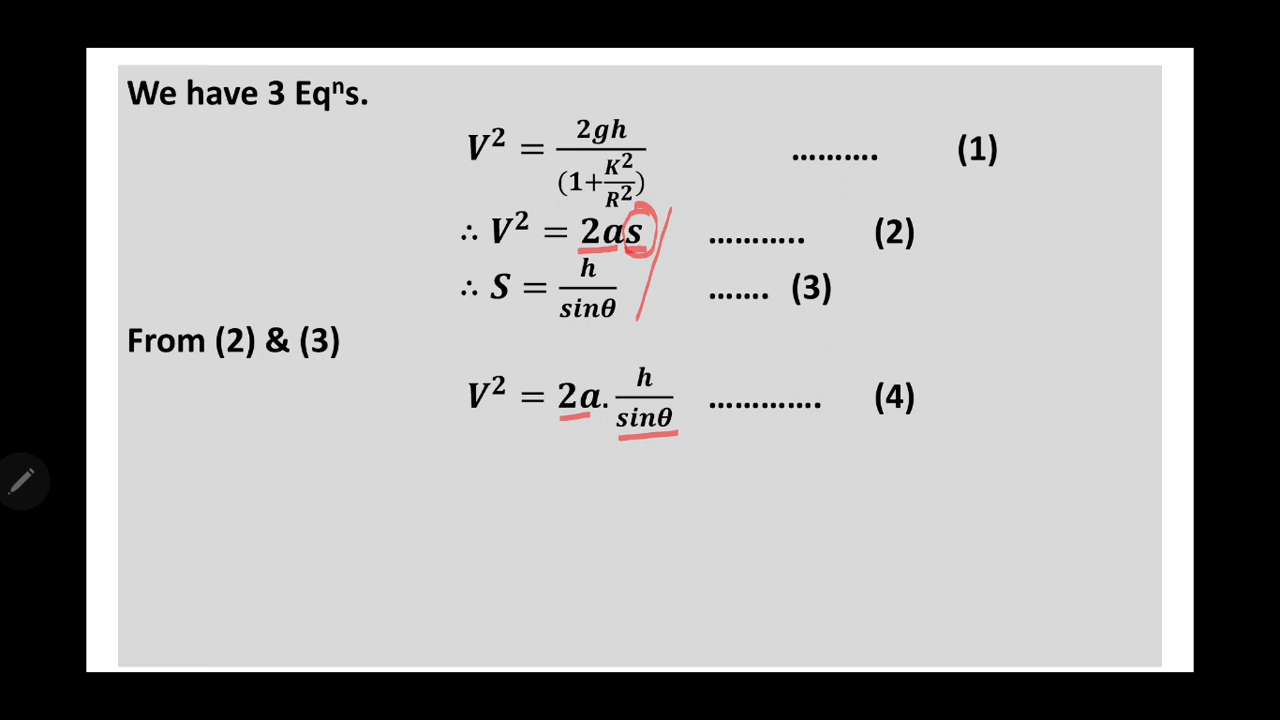 We have 3 Eqⁿs.
V² = 2gh / (1+K²/R²) ………. (1)
∴ V² = 2as ……….. (2)
∴ S = h / sinθ ……. (3)
From (2) & (3)
V² = 2a. h / sinθ …………. (4)